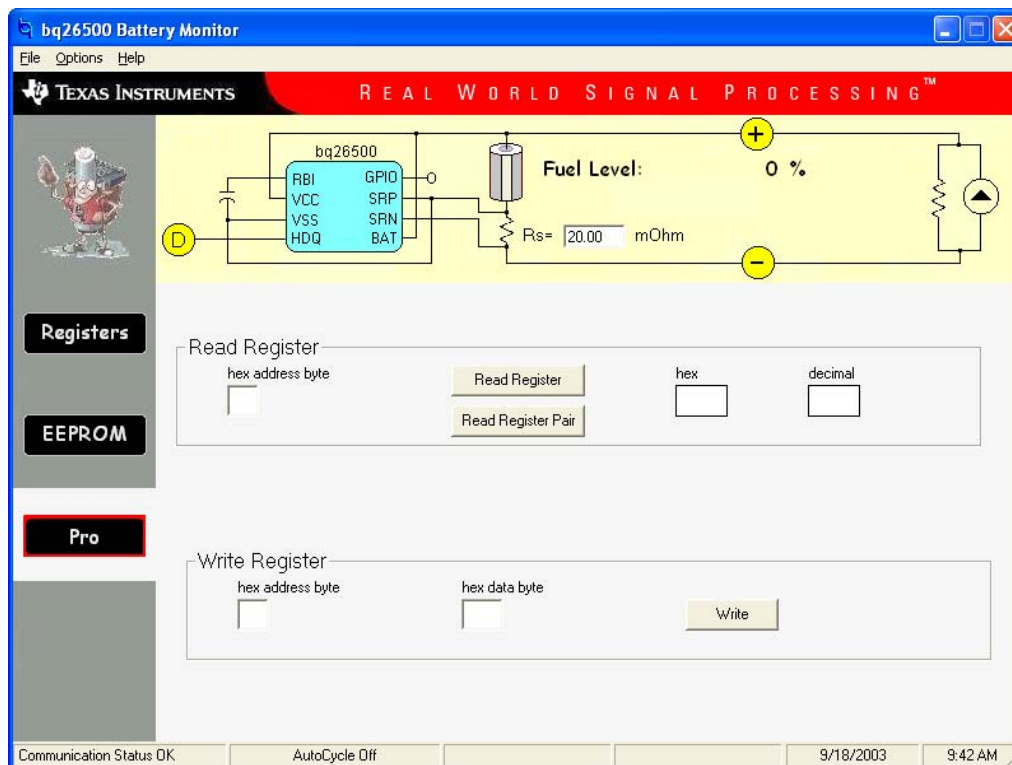 bq26500 Battery Monitor
File Options Help
TEXAS INSTRUMENTS REAL WORLD SIGNAL PROCESSING™
bq26500
RBI GPIO
VCC SRP
VSS SRN
HDQ BAT
D
+
Fuel Level: 0 %
Rs= 20.00 mOhm
−
Registers
EEPROM
Pro
Read Register
hex address byte
Read Register
Read Register Pair
hex decimal
Write Register
hex address byte hex data byte
Write
Communication Status OK AutoCycle Off 9/18/2003 9:42 AM